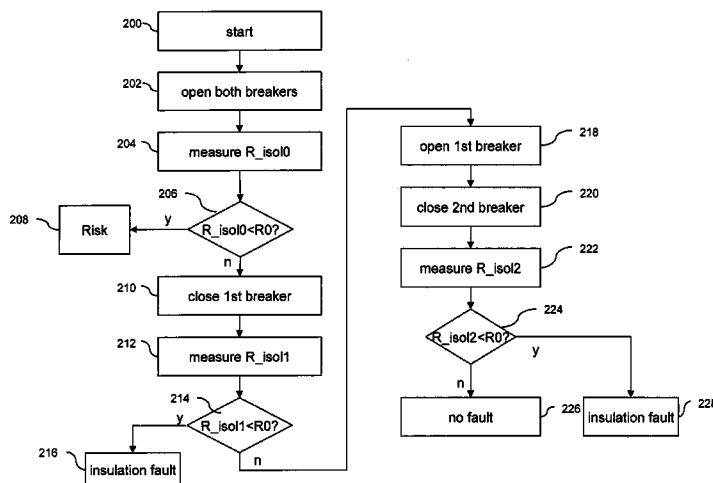 200
start
202
open both breakers
204
measure R_isol0
206
R_isol0<R0?
y
208
Risk
n
210
close 1st breaker
212
measure R_isol1
214
R_isol1<R0?
y
216
insulation fault
n
open 1st breaker
218
close 2nd breaker
220
measure R_isol2
222
R_isol2<R0?
224
y
n
no fault
226
insulation fault
228